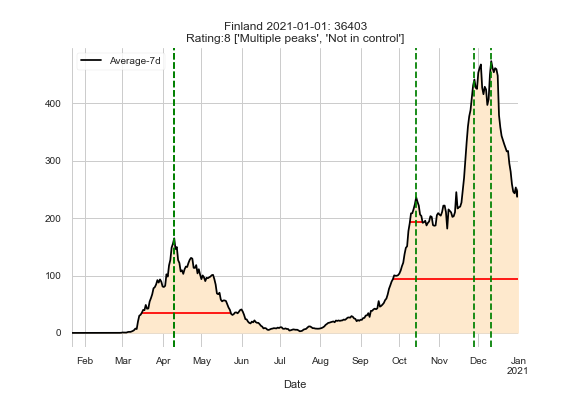 Finland 2021-01-01: 36403
Rating:8 ['Multiple peaks', 'Not in control']
Average-7d
400
300
200
100
0
Feb Mar Apr May Jun Jul Aug Sep Oct Nov Dec Jan
2021
Date